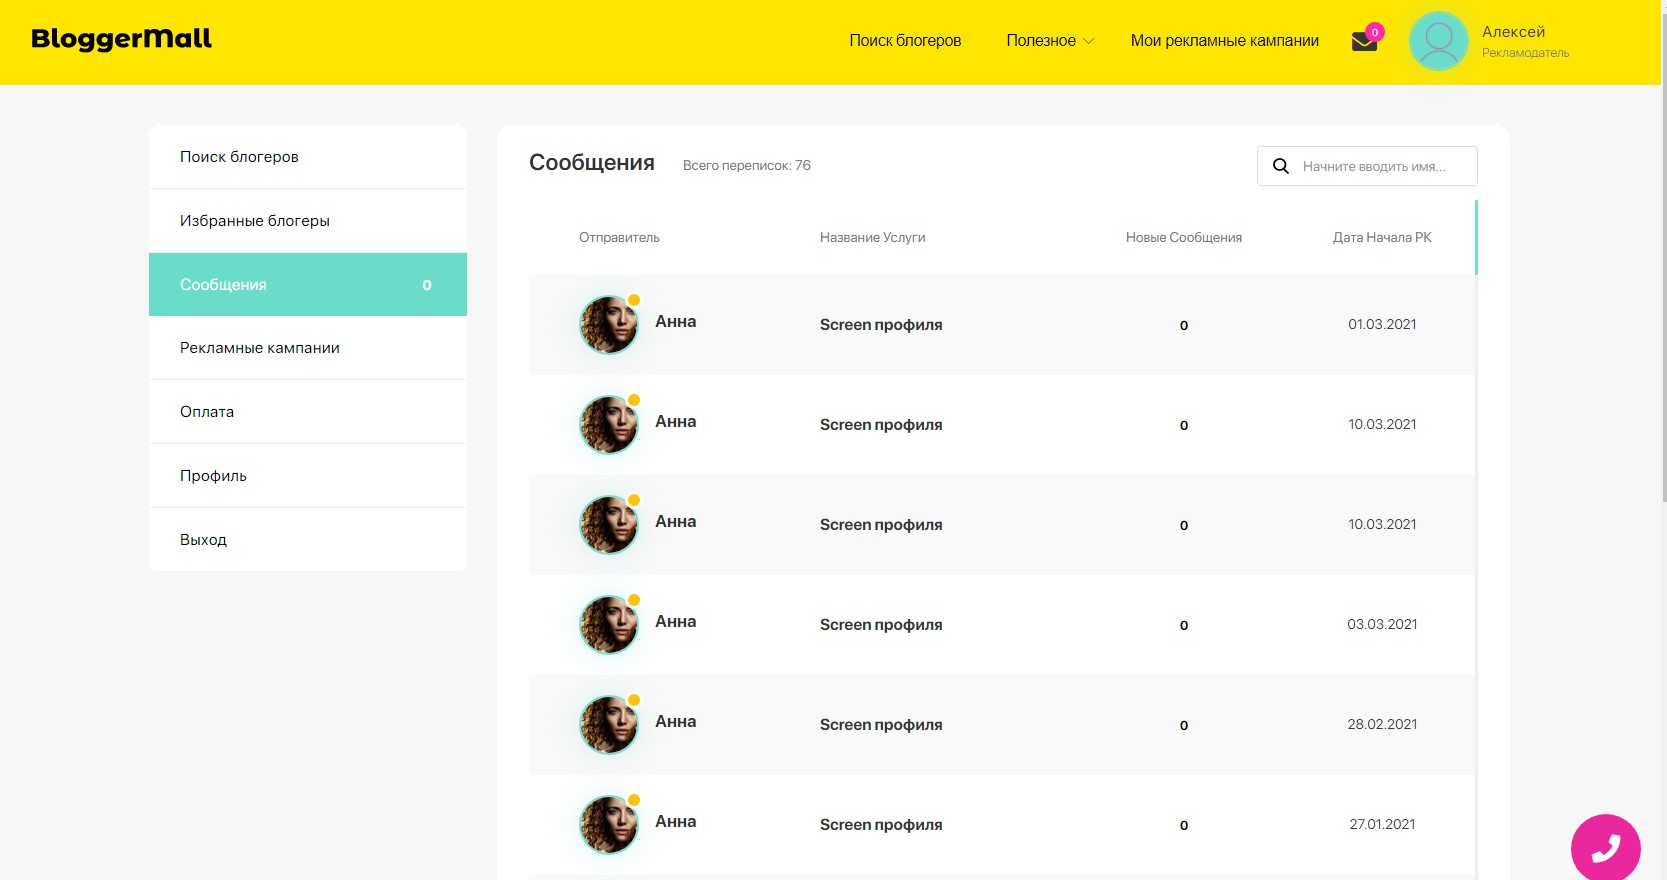 BloggerMall
Поиск блогеров
Полезное
Мои рекламные кампании
0
Алексей
Рекламодатель
Поиск блогеров
Избранные блогеры
Сообщения 0
Рекламные кампании
Оплата
Профиль
Выход
Сообщения
Всего переписок: 76
Начните вводить имя...
Отправитель Название Услуги Новые Сообщения Дата Начала РК
Анна Screen профиля 0 01.03.2021
Анна Screen профиля 0 10.03.2021
Анна Screen профиля 0 10.03.2021
Анна Screen профиля 0 03.03.2021
Анна Screen профиля 0 28.02.2021
Анна Screen профиля 0 27.01.2021